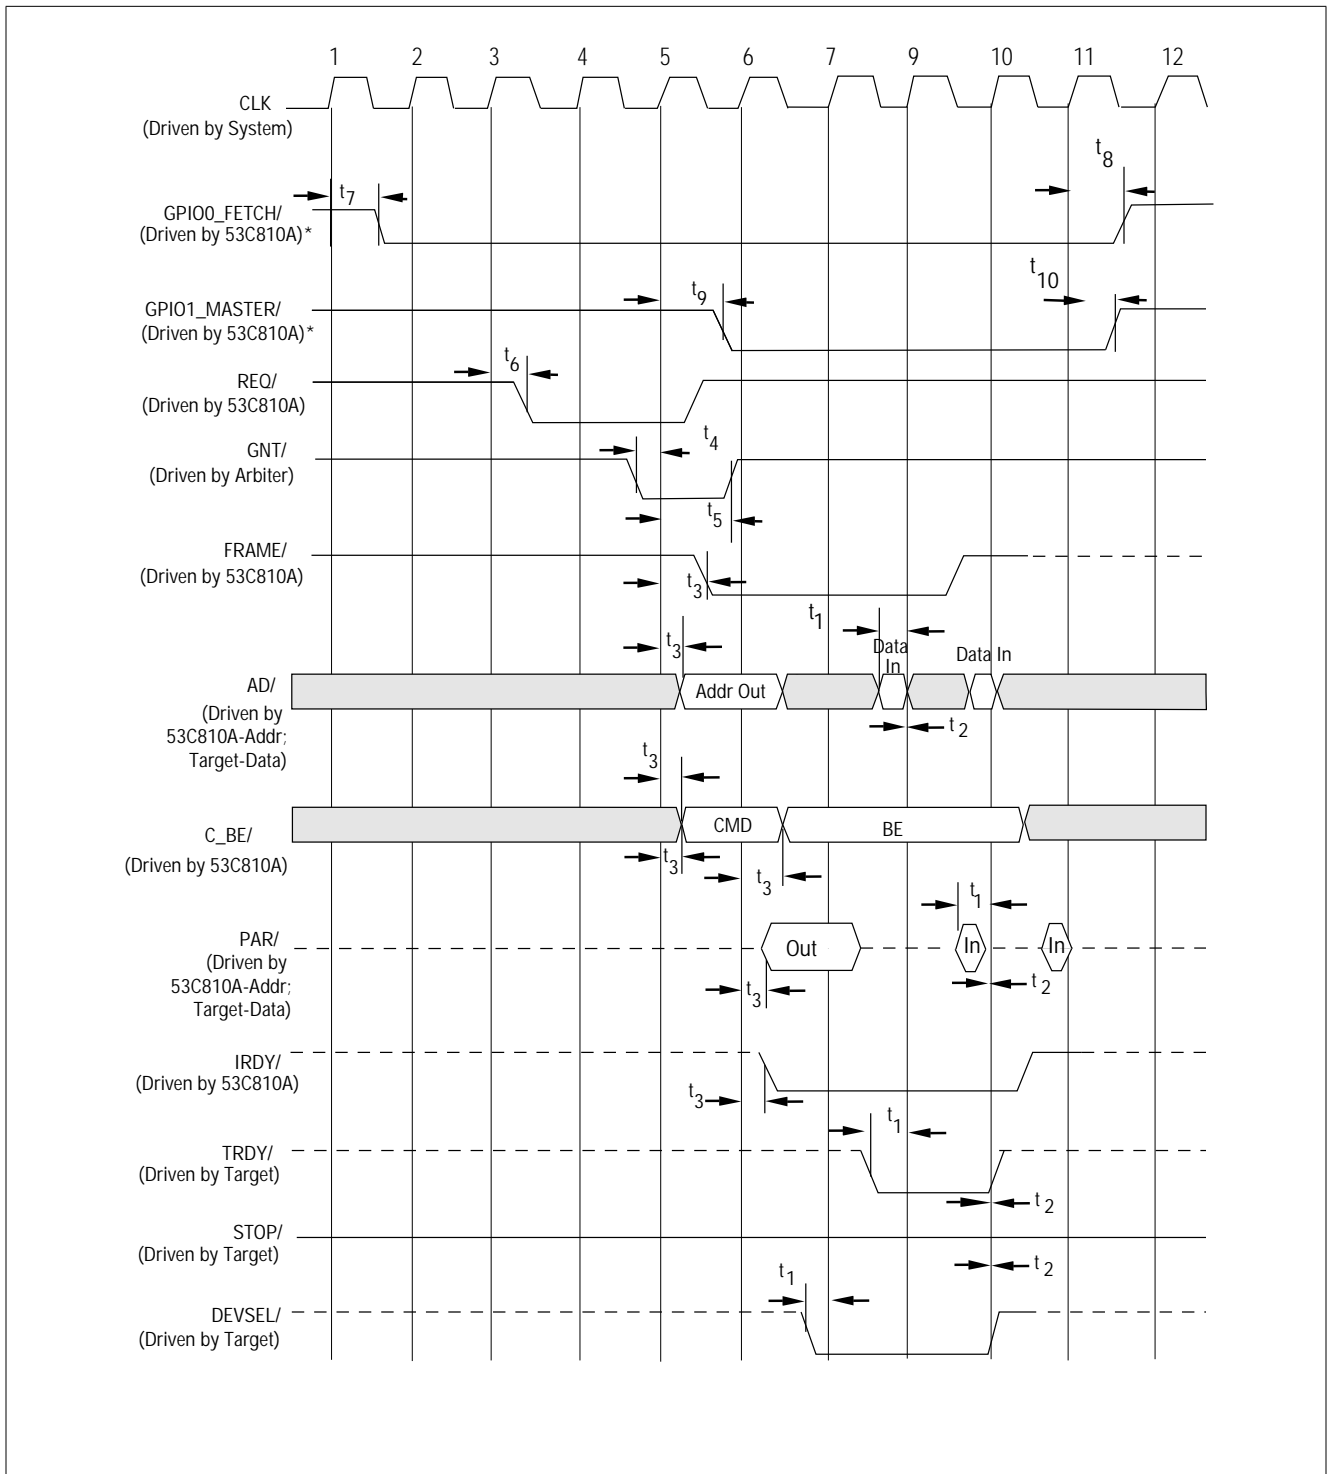 1 2 3 4 5 6 7 9 10 11 12
CLK
(Driven by System)
t8
t7
GPIO0_FETCH/
(Driven by 53C810A)*
t10
t9
GPIO1_MASTER/
(Driven by 53C810A)*
t6
REQ/
(Driven by 53C810A)
t4
GNT/
(Driven by Arbiter)
t5
FRAME/
(Driven by 53C810A)
t3
t1
t3
Data
In
Data In
AD/
Addr Out
(Driven by
53C810A-Addr;
Target-Data)
t2
t3
C_BE/
CMD
BE
(Driven by 53C810A)
t3
t3
t1
PAR/
Out
In
In
(Driven by
53C810A-Addr;
Target-Data)
t3
t2
IRDY/
(Driven by 53C810A)
t3
t1
TRDY/
(Driven by Target)
t2
STOP/
(Driven by Target)
t2
t1
DEVSEL/
(Driven by Target)